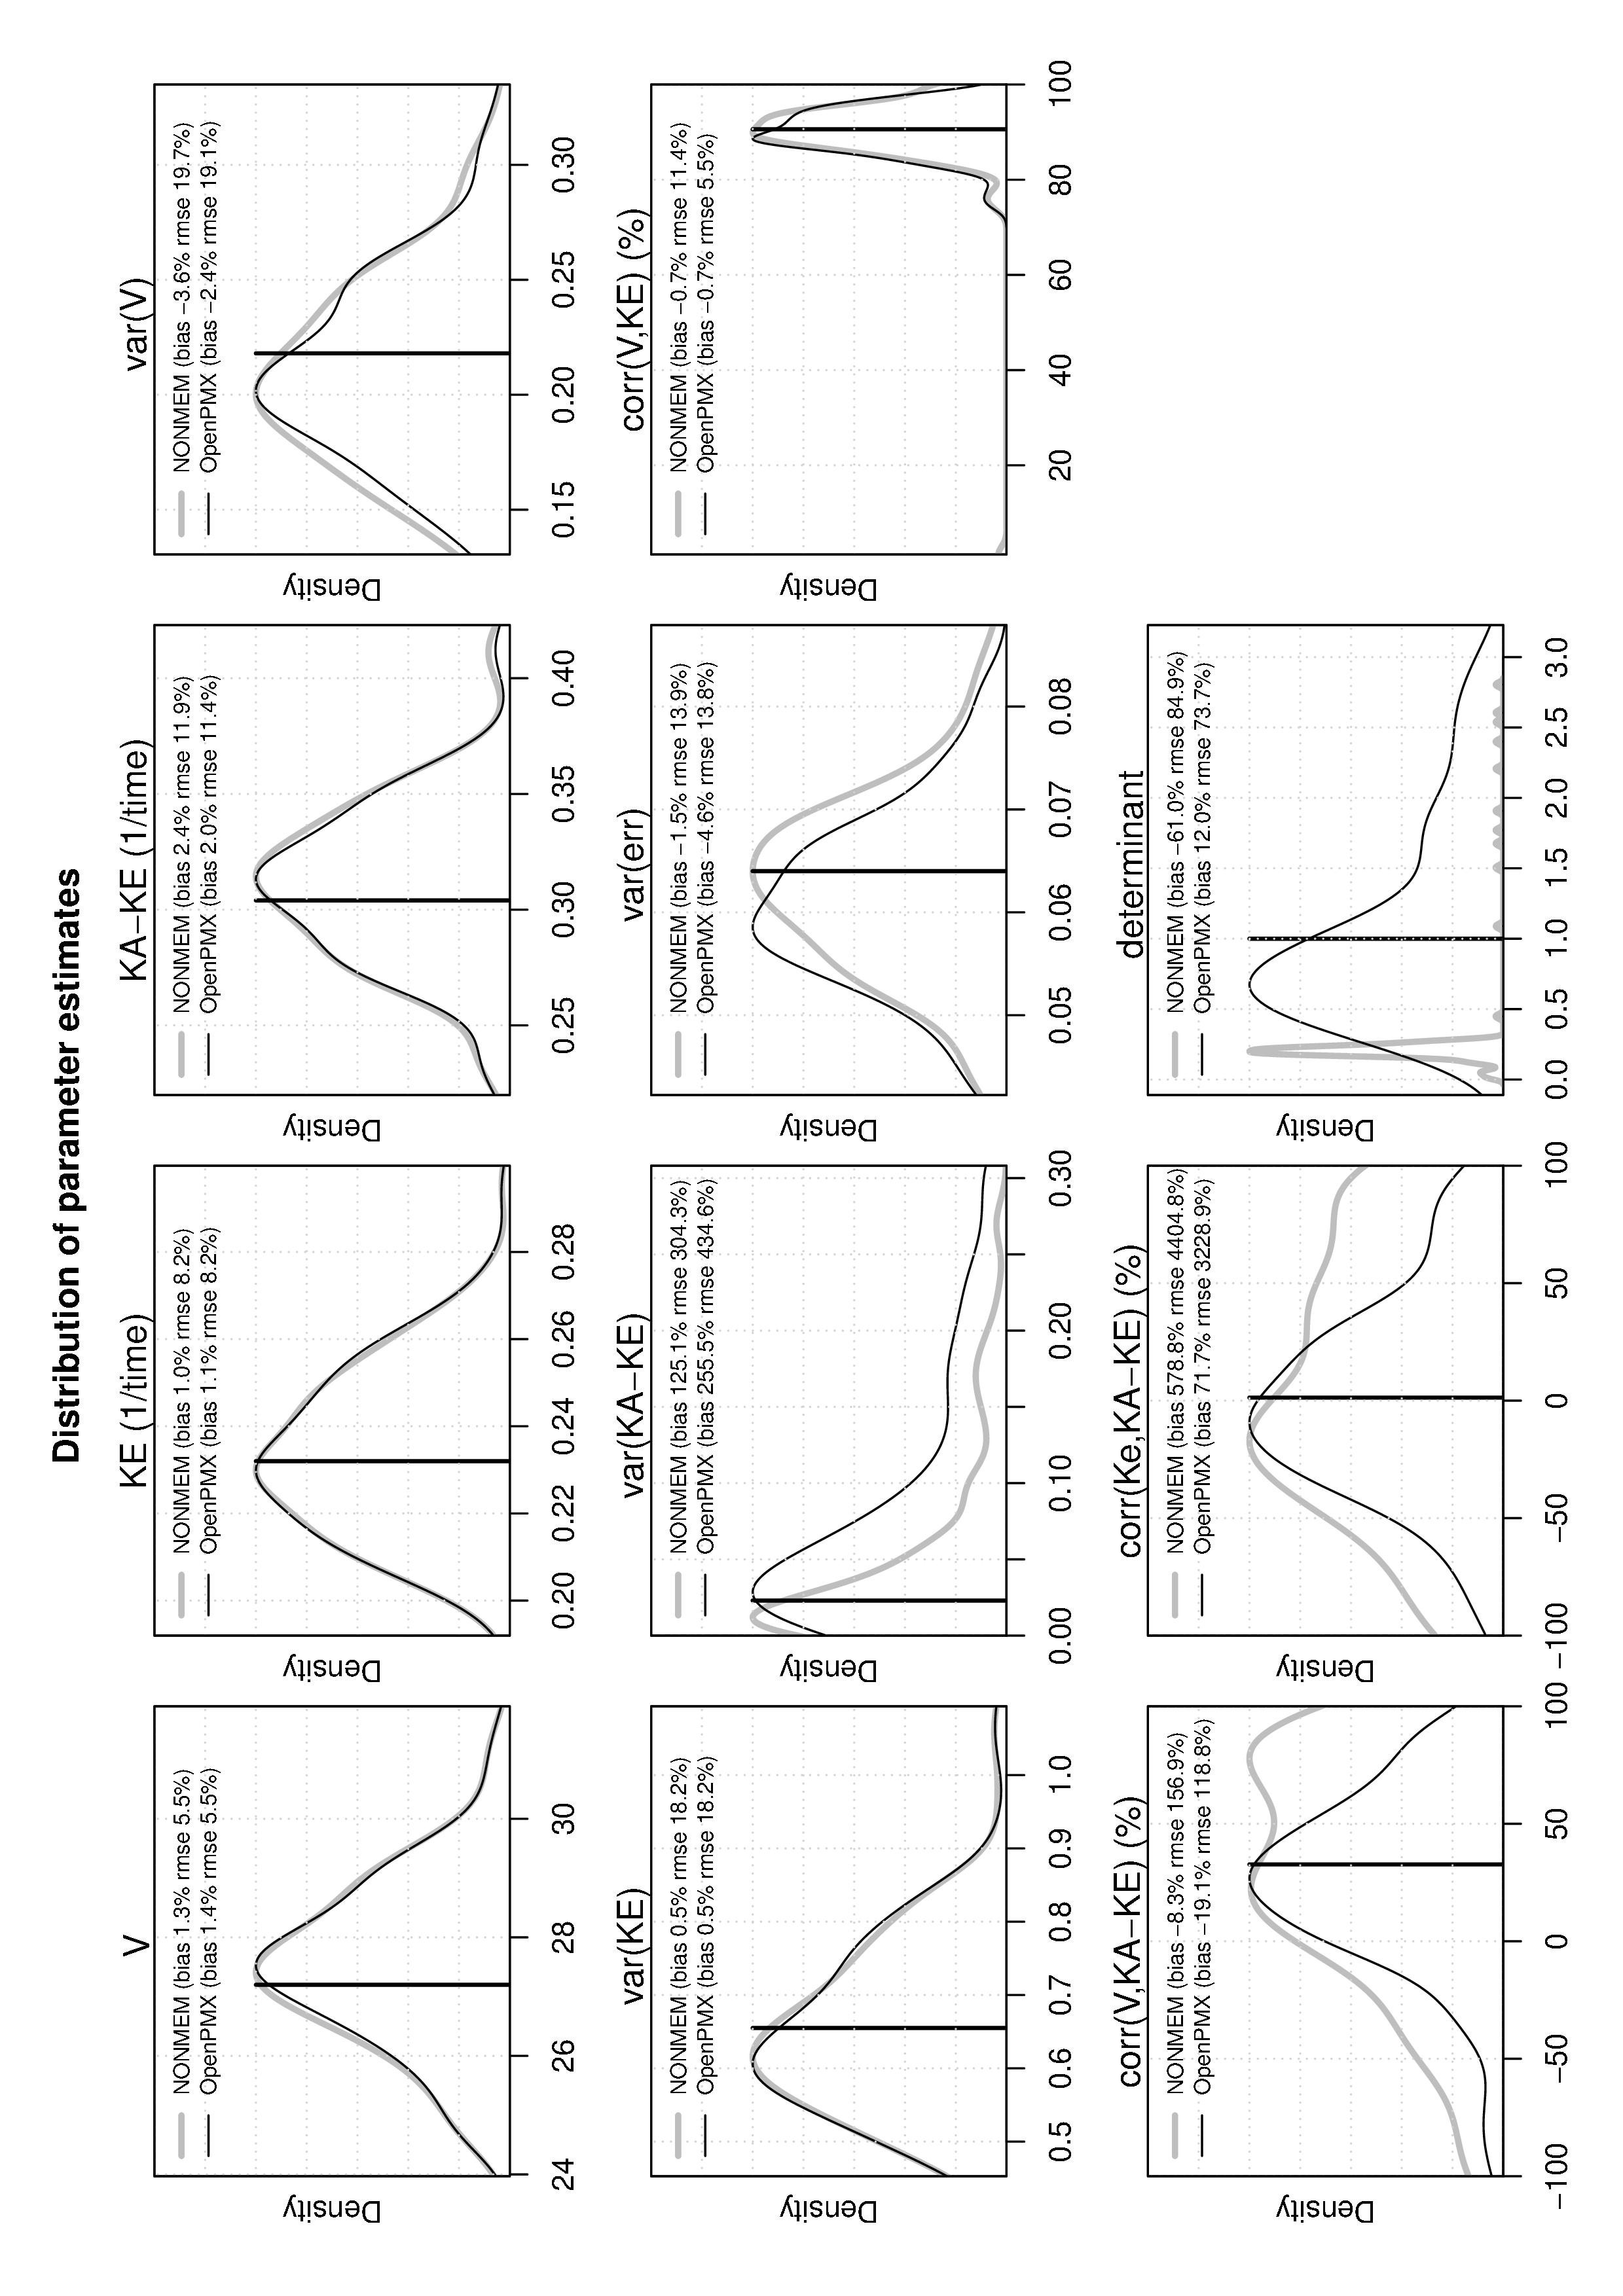 Distribution of parameter estimates
V
NONMEM (bias 1.3% rmse 5.5%)
OpenPMX (bias 1.4% rmse 5.5%)
Density
24 26 28 30
KE (1/time)
NONMEM (bias 1.0% rmse 8.2%)
OpenPMX (bias 1.1% rmse 8.2%)
Density
0.20 0.22 0.24 0.26 0.28
KA−KE (1/time)
NONMEM (bias 2.4% rmse 11.9%)
OpenPMX (bias 2.0% rmse 11.4%)
Density
0.25 0.30 0.35 0.40
var(V)
NONMEM (bias −3.6% rmse 19.7%)
OpenPMX (bias −2.4% rmse 19.1%)
Density
0.15 0.20 0.25 0.30
var(KE)
NONMEM (bias 0.5% rmse 18.2%)
OpenPMX (bias 0.5% rmse 18.2%)
Density
0.5 0.6 0.7 0.8 0.9 1.0
var(KA−KE)
NONMEM (bias 125.1% rmse 304.3%)
OpenPMX (bias 255.5% rmse 434.6%)
Density
0.00 0.10 0.20 0.30
var(err)
NONMEM (bias −1.5% rmse 13.9%)
OpenPMX (bias −4.6% rmse 13.8%)
Density
0.05 0.06 0.07 0.08
corr(V,KE) (%)
NONMEM (bias −0.7% rmse 11.4%)
OpenPMX (bias −0.7% rmse 5.5%)
Density
20 40 60 80 100
corr(V,KA−KE) (%)
NONMEM (bias −8.3% rmse 156.9%)
OpenPMX (bias −19.1% rmse 118.8%)
Density
−100 −50 0 50 100
corr(Ke,KA−KE) (%)
NONMEM (bias 578.8% rmse 4404.8%)
OpenPMX (bias 71.7% rmse 3228.9%)
Density
−100 −50 0 50 100
determinant
NONMEM (bias −61.0% rmse 84.9%)
OpenPMX (bias 12.0% rmse 73.7%)
Density
0.0 0.5 1.0 1.5 2.0 2.5 3.0